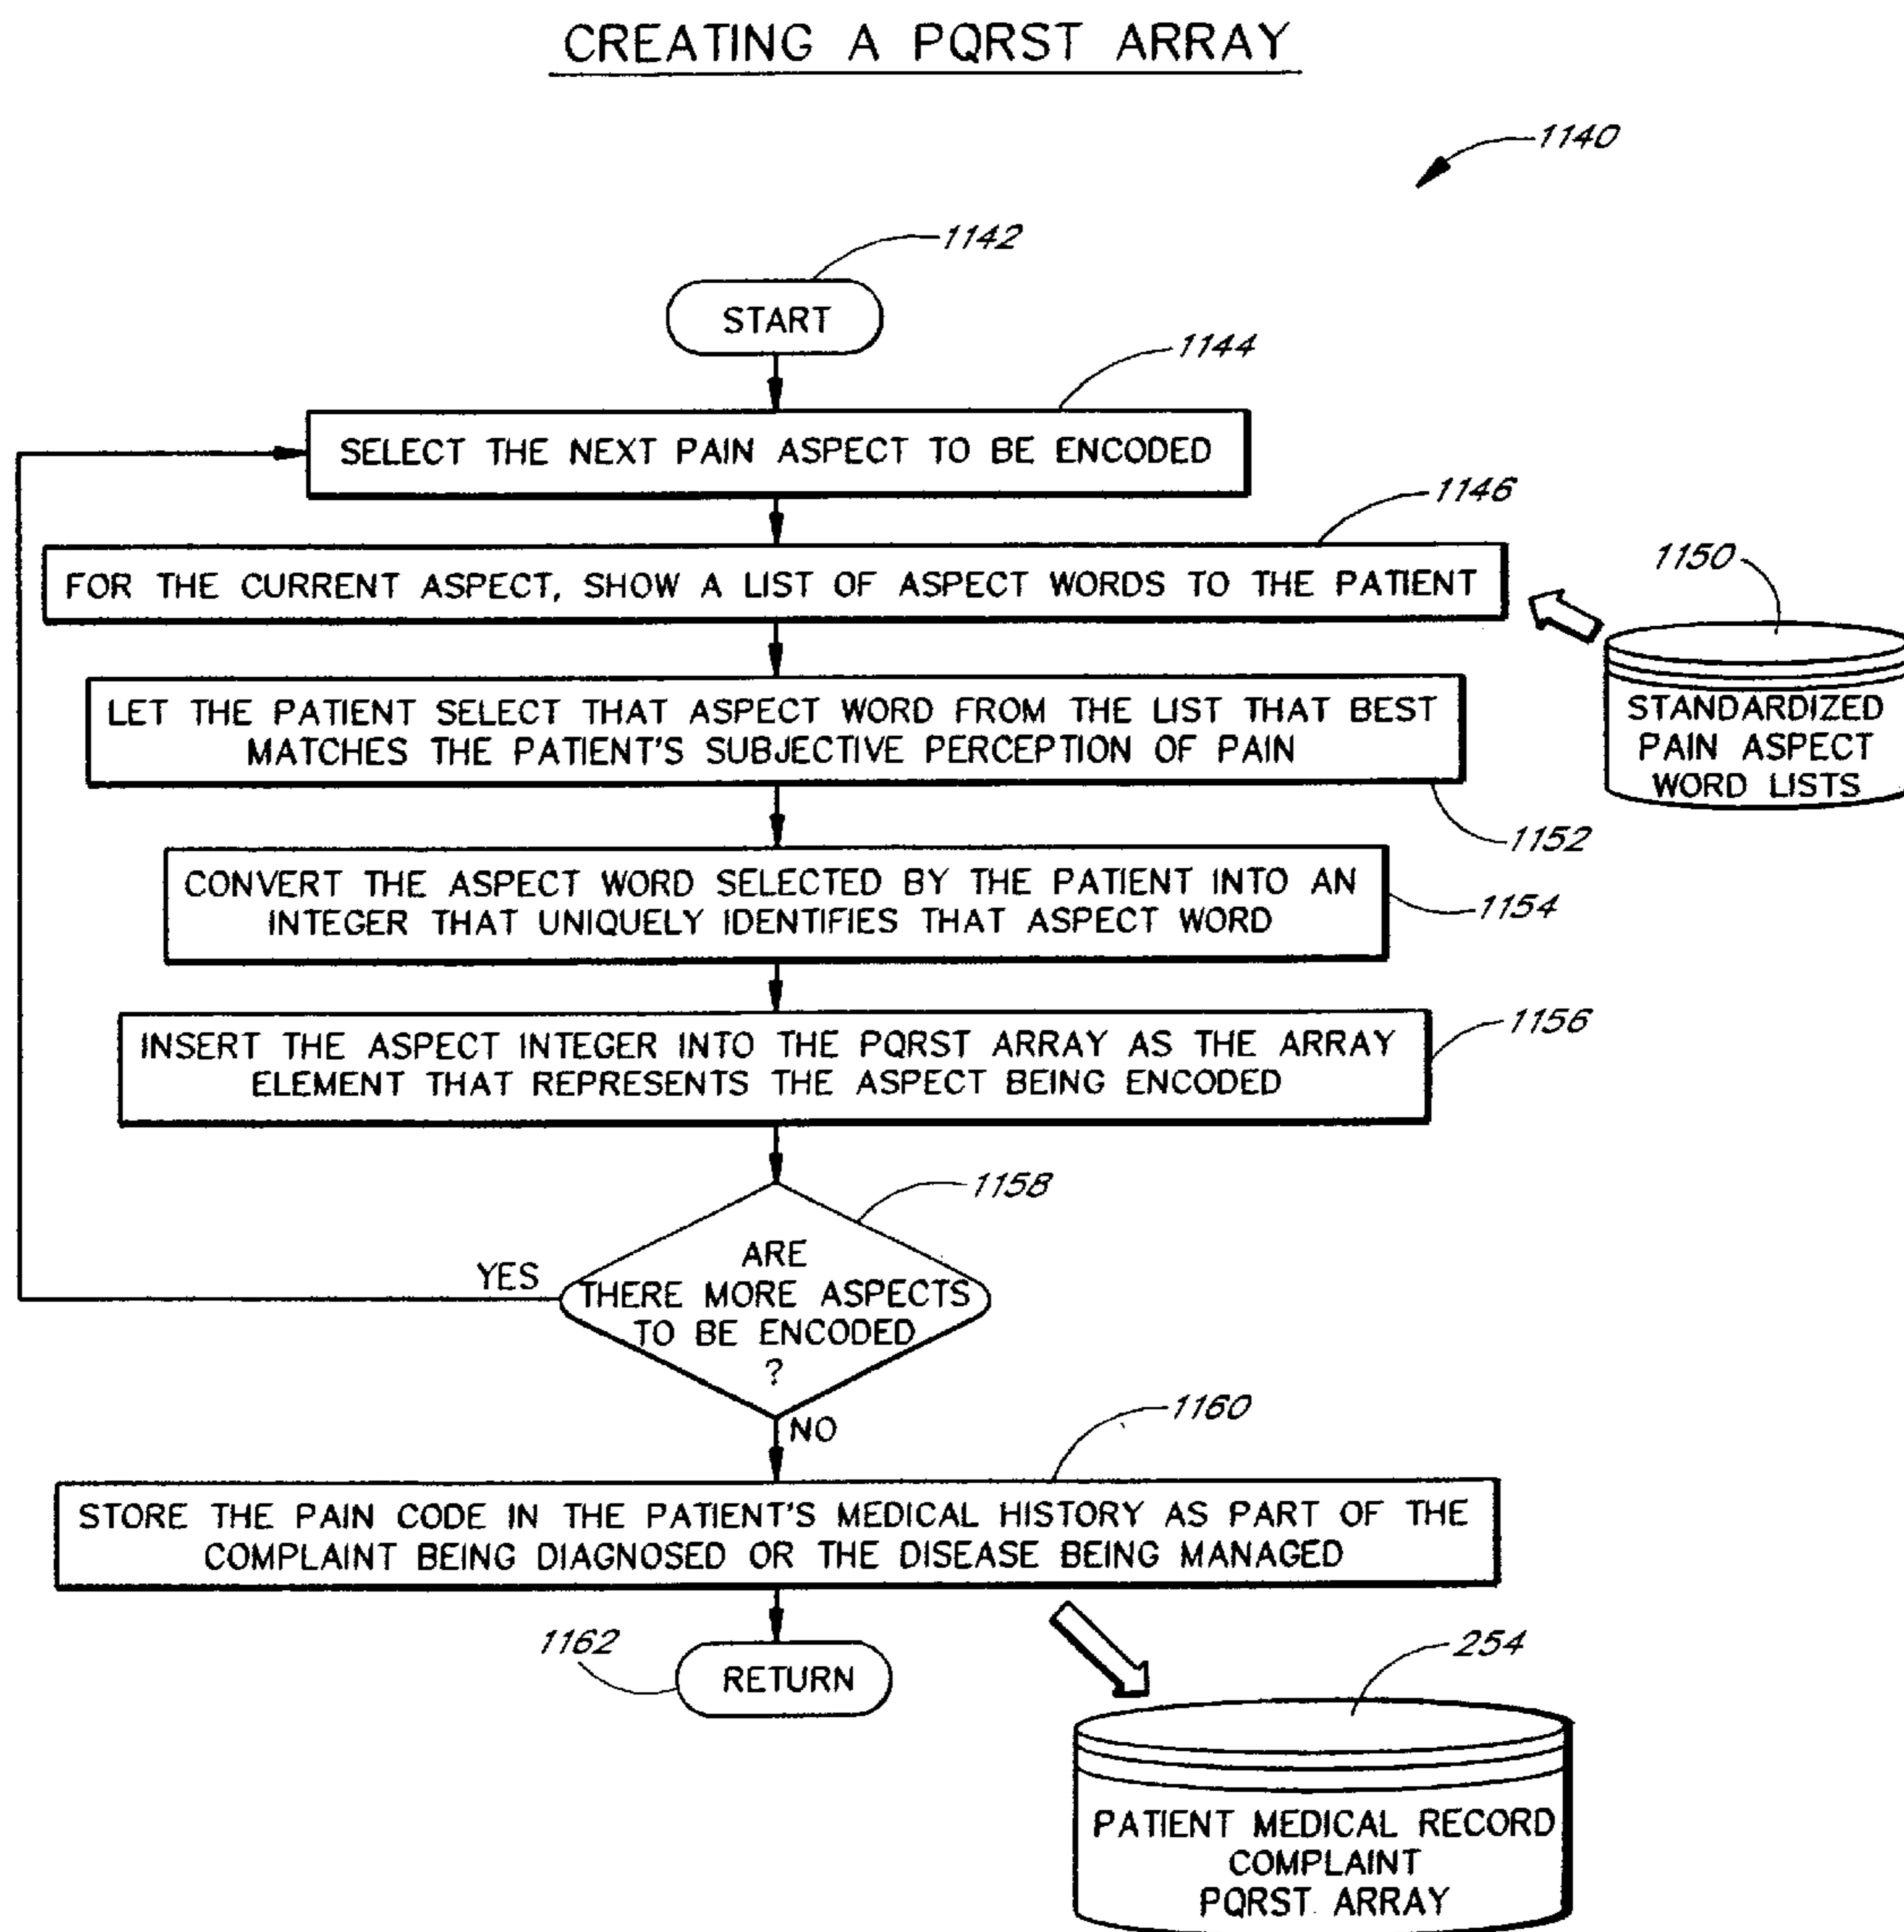 CREATING A PQRST ARRAY
1140
1142
START
1144
SELECT THE NEXT PAIN ASPECT TO BE ENCODED
1146
FOR THE CURRENT ASPECT, SHOW A LIST OF ASPECT WORDS TO THE PATIENT
1150
STANDARDIZED
PAIN ASPECT
WORD LISTS
LET THE PATIENT SELECT THAT ASPECT WORD FROM THE LIST THAT BEST
MATCHES THE PATIENT'S SUBJECTIVE PERCEPTION OF PAIN
1152
CONVERT THE ASPECT WORD SELECTED BY THE PATIENT INTO AN
INTEGER THAT UNIQUELY IDENTIFIES THAT ASPECT WORD
1154
INSERT THE ASPECT INTEGER INTO THE PQRST ARRAY AS THE ARRAY
ELEMENT THAT REPRESENTS THE ASPECT BEING ENCODED
1156
1158
YES
ARE
THERE MORE ASPECTS
TO BE ENCODED
?
NO
1160
STORE THE PAIN CODE IN THE PATIENT'S MEDICAL HISTORY AS PART OF THE
COMPLAINT BEING DIAGNOSED OR THE DISEASE BEING MANAGED
1162
RETURN
254
PATIENT MEDICAL RECORD
COMPLAINT
PQRST ARRAY